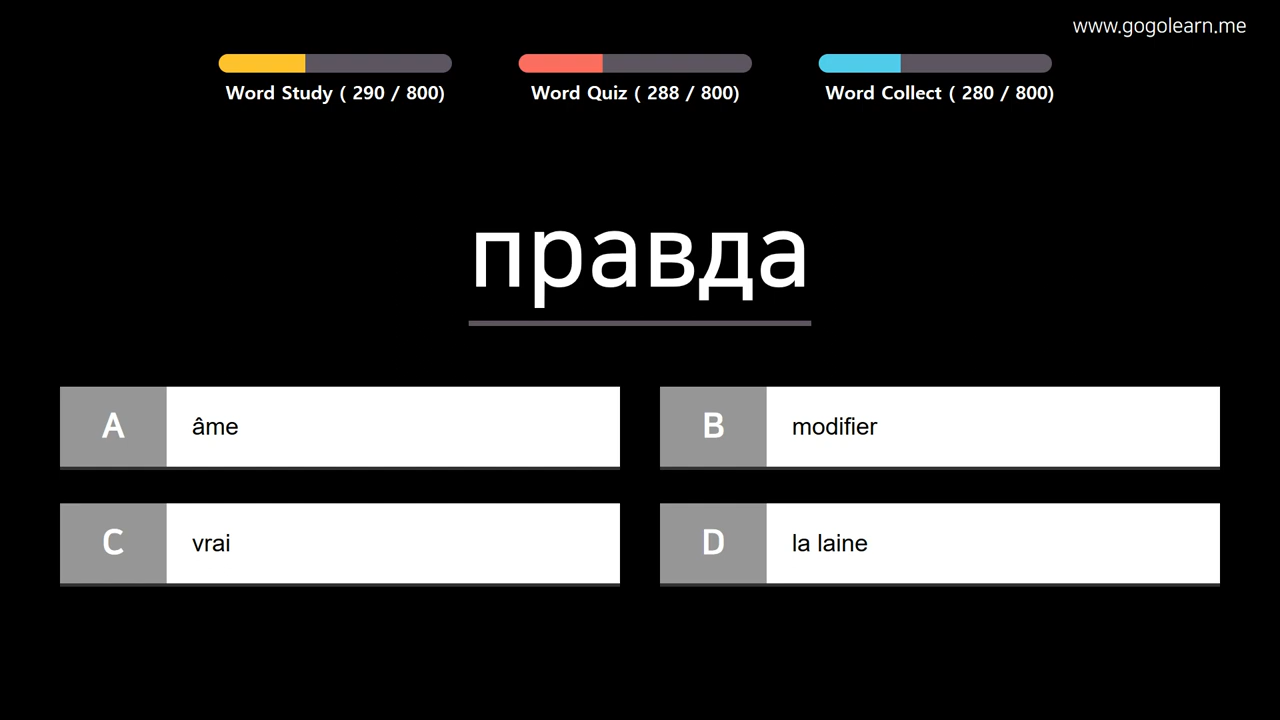 www.gogolearn.me
Word Study ( 290 / 800)
Word Quiz ( 288 / 800)
Word Collect ( 280 / 800)
правда
A âme
B modifier
C vrai
D la laine